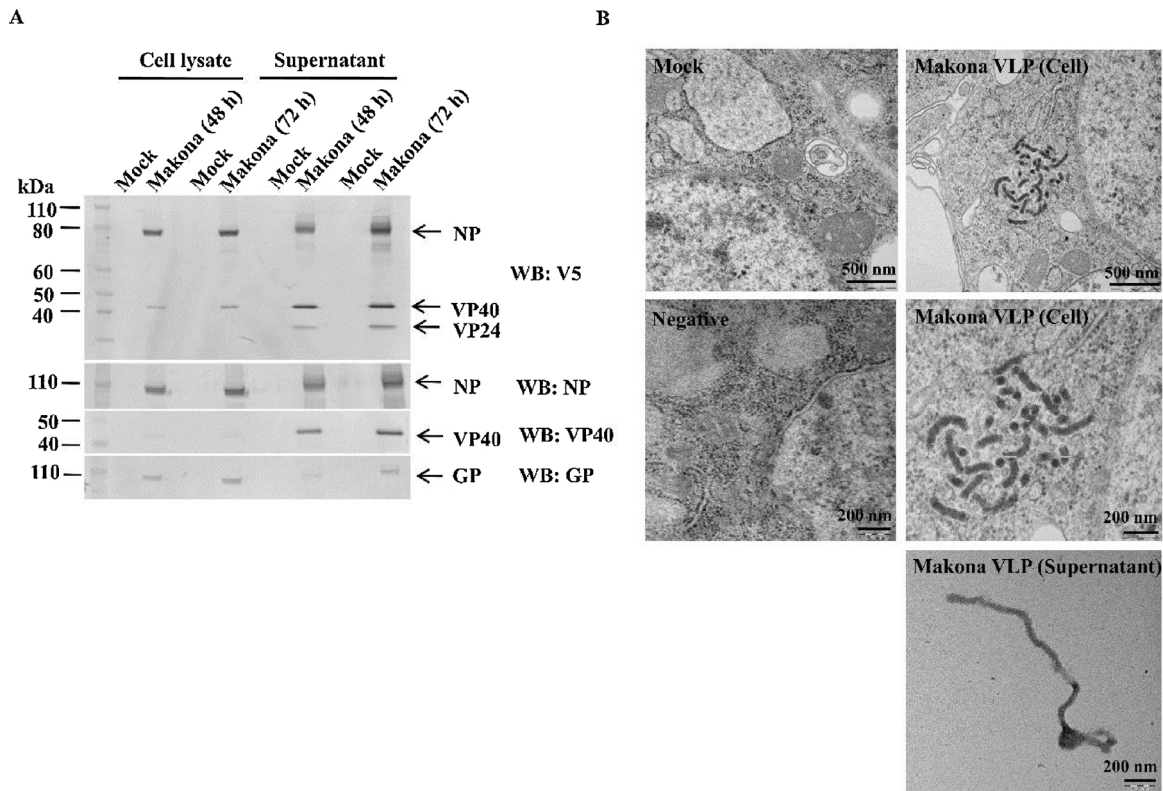 A
B
Cell lysate
Supernatant
Mock
Makona (48 h)
Mock
Makona (72 h)
Mock
Makona (48 h)
Mock
Makona (72 h)
kDa
110
80
60
50
40
NP
VP40
VP24
WB: V5
110
NP
WB: NP
50
40
VP40
WB: VP40
110
GP
WB: GP
Mock
500 nm
Makona VLP (Cell)
500 nm
Negative
200 nm
Makona VLP (Cell)
200 nm
Makona VLP (Supernatant)
200 nm